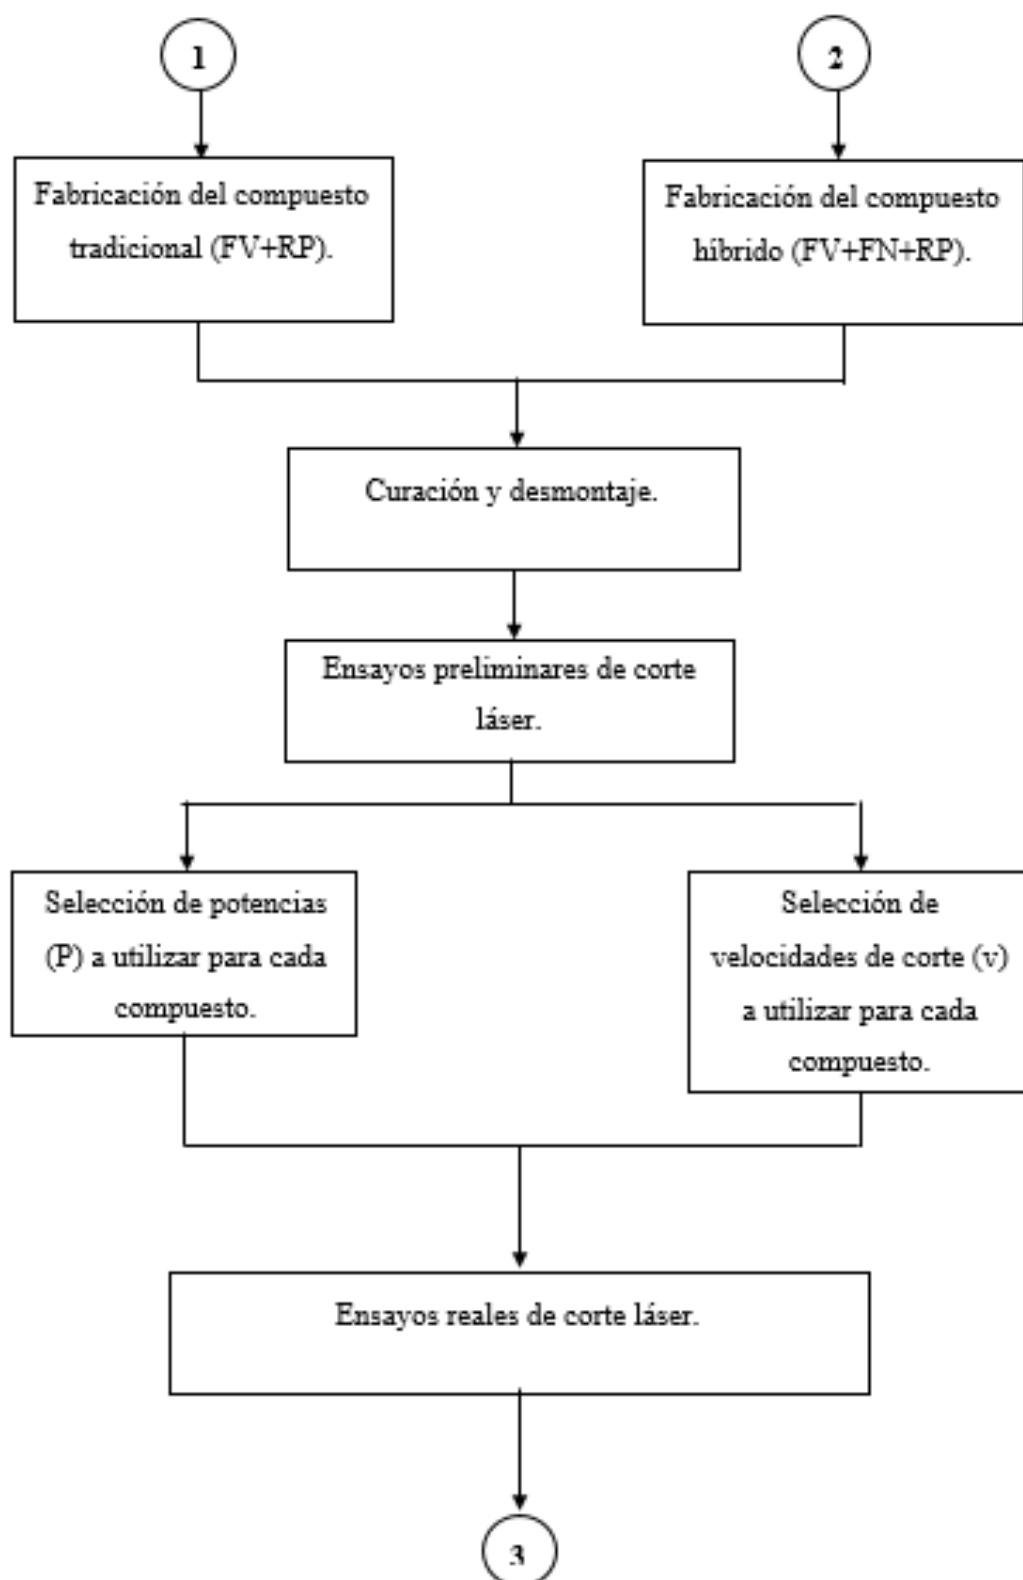 1
2
Fabricación del compuesto
tradicional (FV+RP).
Fabricación del compuesto
híbrido (FV+FN+RP).
Curación y desmontaje.
Ensayos preliminares de corte
láser.
Selección de potencias
(P) a utilizar para cada
compuesto.
Selección de
velocidades de corte (v)
a utilizar para cada
compuesto.
Ensayos reales de corte láser.
3